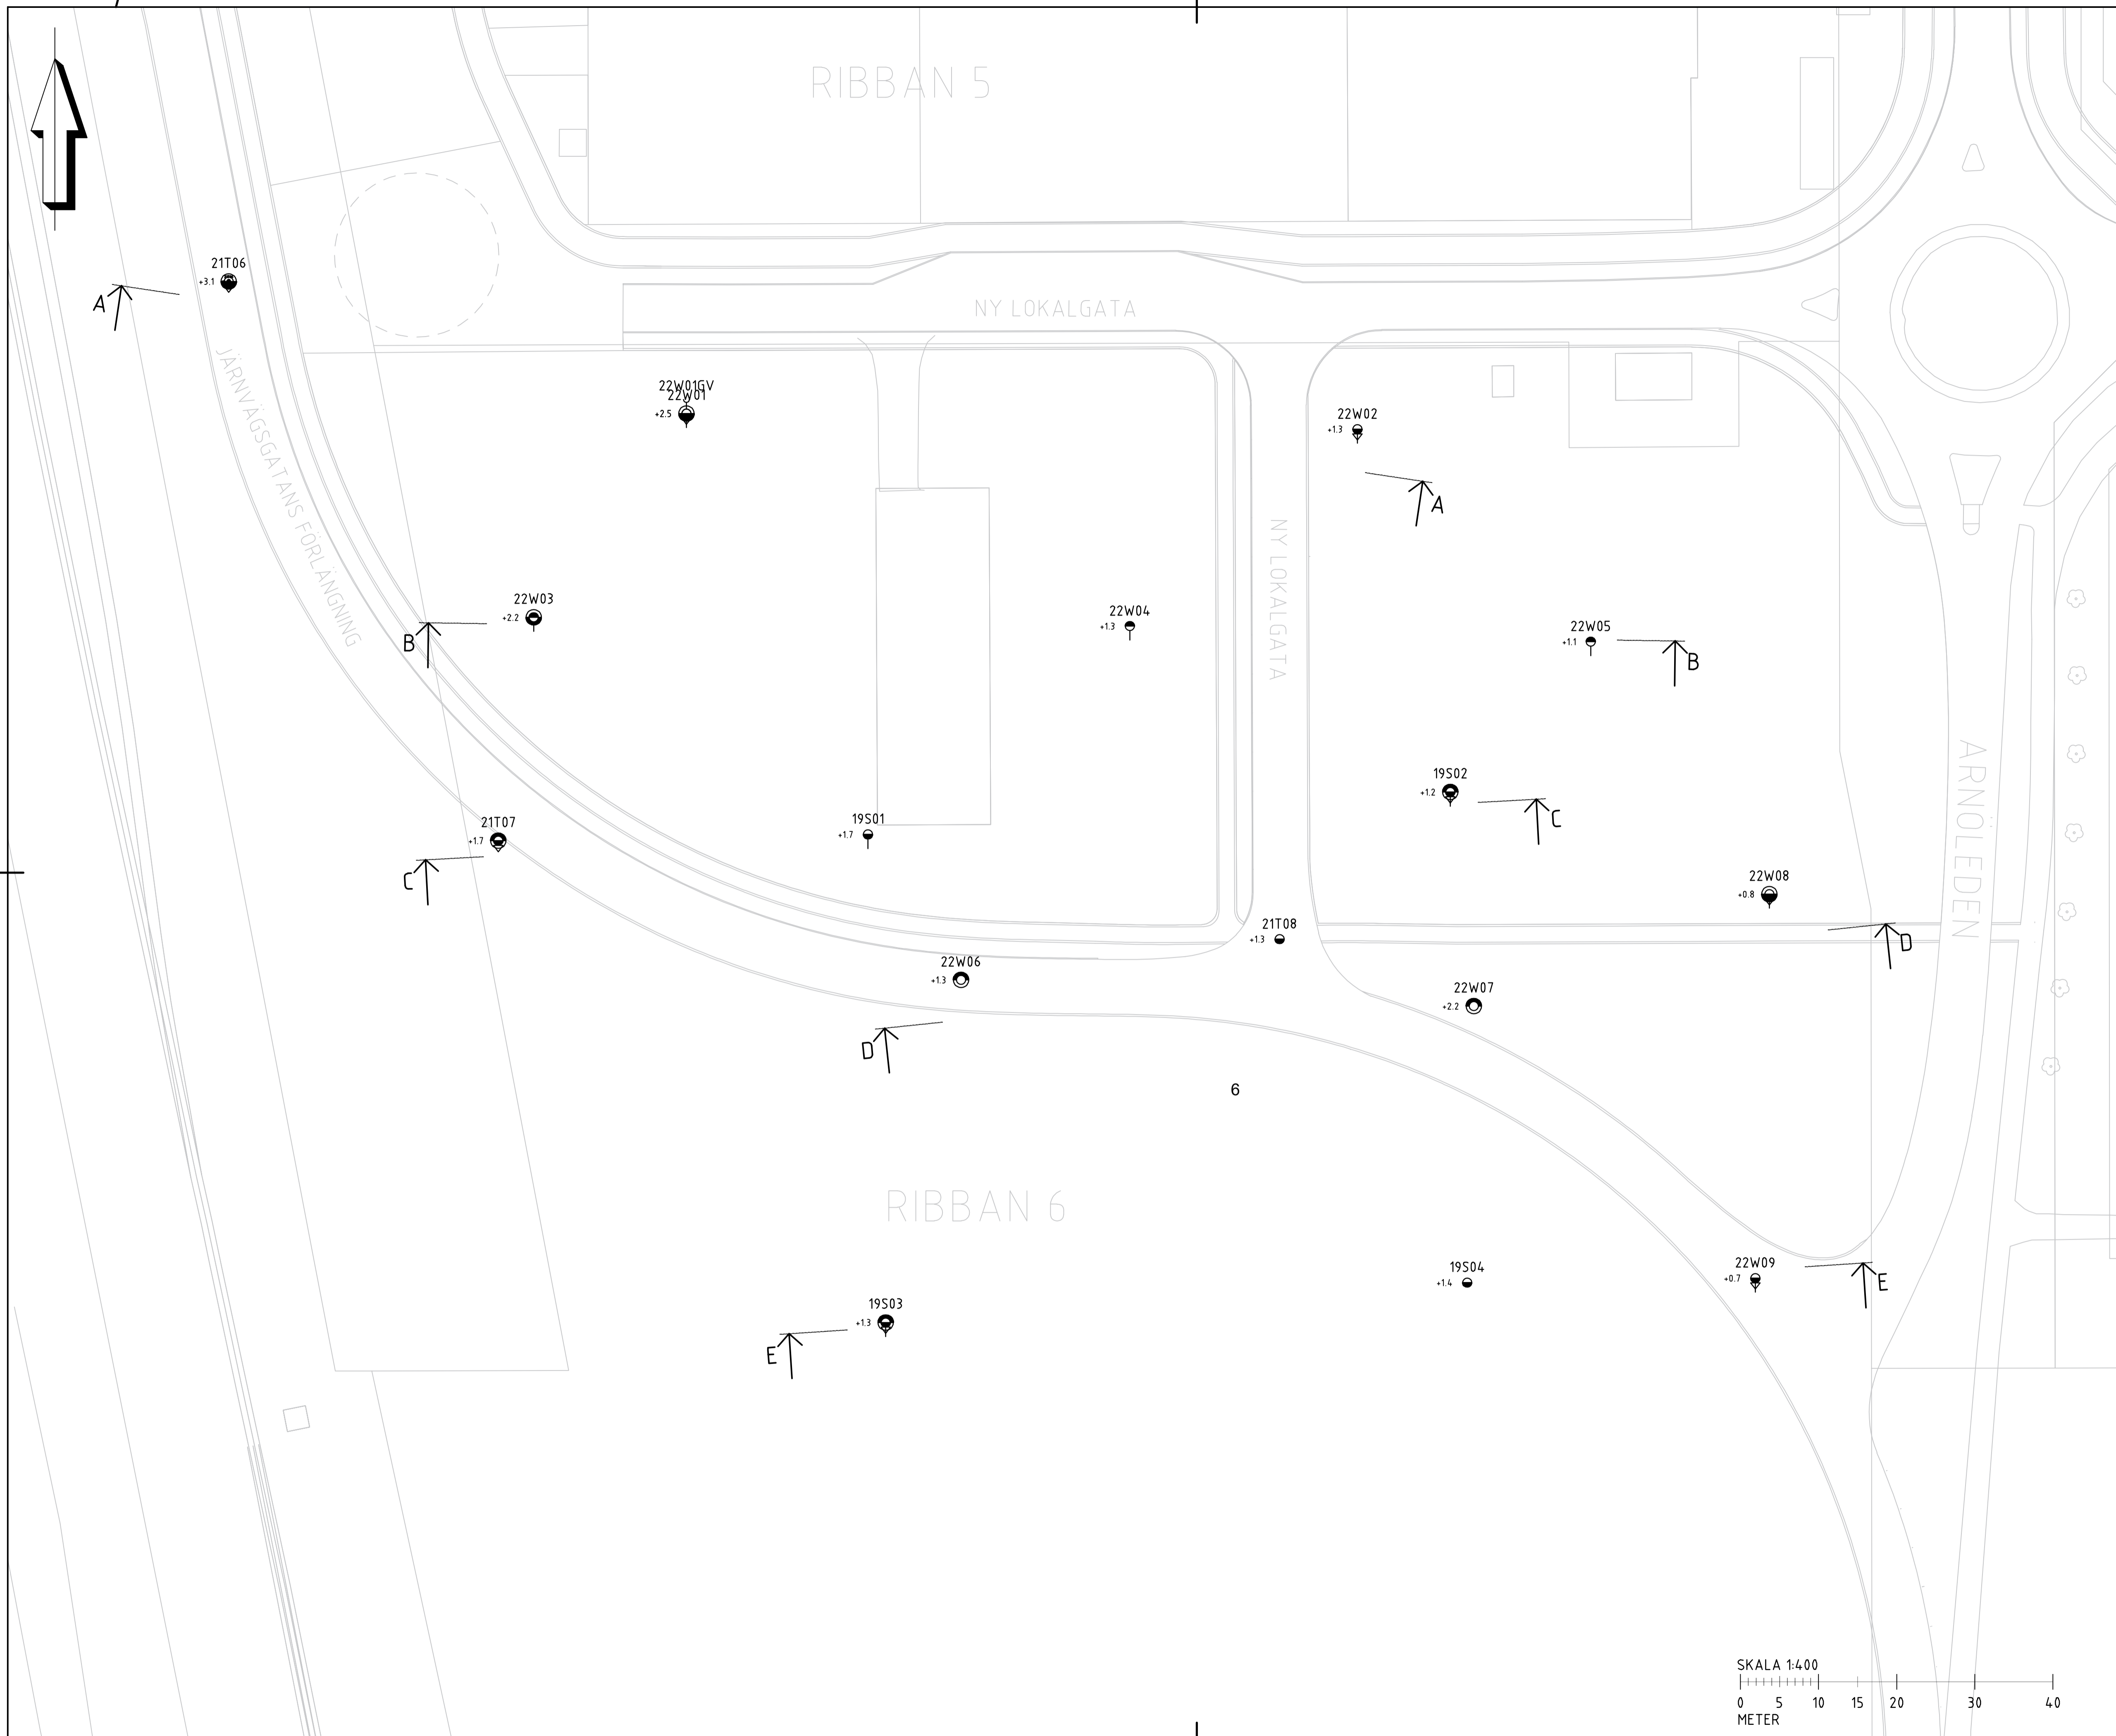 RIBBAN 5
21T06
+3.1
A
NY LOKALGATA
JÄRNVÄGSGATANS FÖRLÄNGNING
22W01GV
22W01
+2.5
22W02
+1.3
A
NY LOKALGATA
22W03
+2.2
B
22W04
+1.3
22W05
+1.1
B
ARNÖLEDEN
19S02
+1.2
C
21T07
+1.7
C
19S01
+1.7
22W08
+0.8
D
21T08
+1.3
22W06
+1.3
D
22W07
+2.2
6
RIBBAN 6
19S04
+1.4
22W09
+0.7
E
19S03
+1.3
E
SKALA 1:400
0 5 10 15 20 30 40
METER